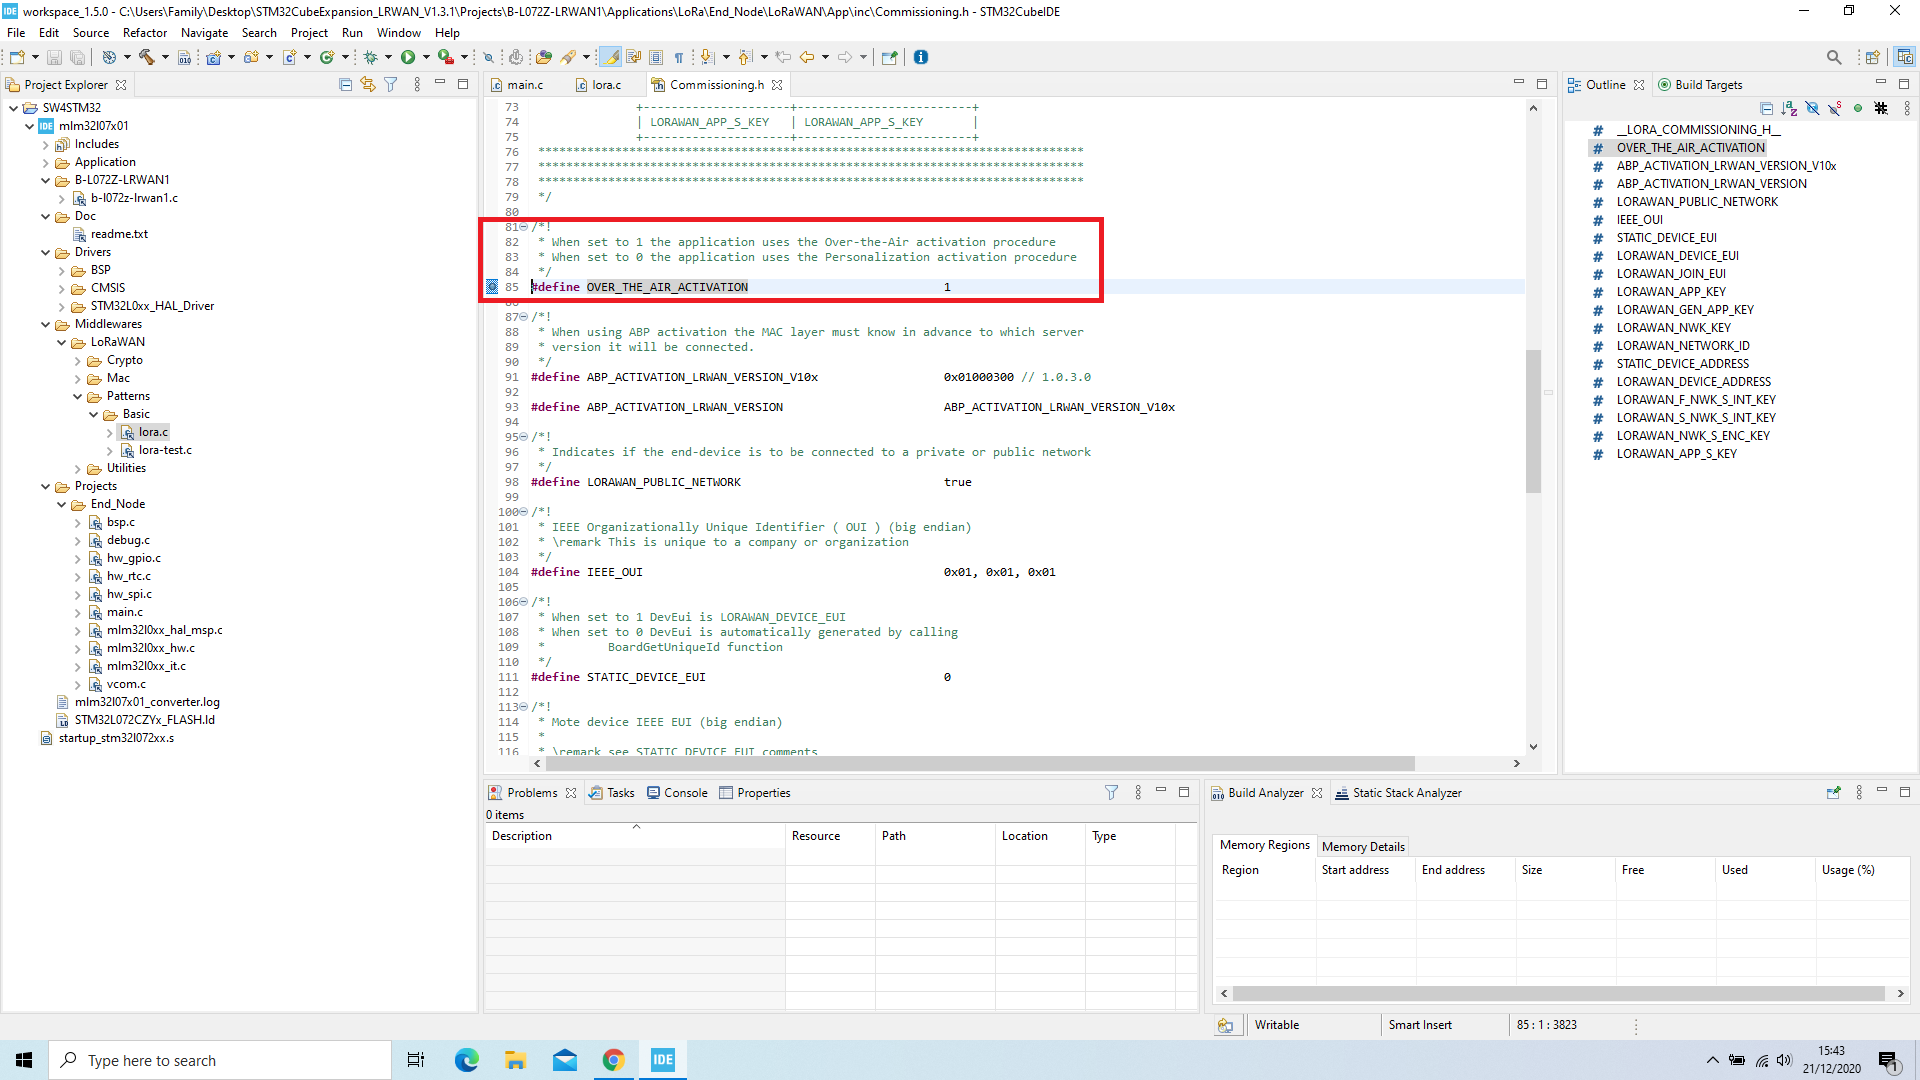 workspace_1.5.0 - C:\Users\Family\Desktop\STM32CubeExpansion_LRWAN_V1.3.1\Projects\B-L072Z-LRWAN1\Applications\LoRa\End_Node\LoRaWAN\App\inc\Commissioning.h - STM32CubeIDE
File Edit Source Refactor Navigate Search Project Run Window Help
Project Explorer
SW4STM32
mlm32l07x01
Includes
Application
B-L072Z-LRWAN1
b-l072z-lrwan1.c
Doc
readme.txt
Drivers
BSP
CMSIS
STM32L0xx_HAL_Driver
Middlewares
LoRaWAN
Crypto
Mac
Patterns
Basic
lora.c
lora-test.c
Utilities
Projects
End_Node
bsp.c
debug.c
hw_gpio.c
hw_rtc.c
hw_spi.c
main.c
mlm32l0xx_hal_msp.c
mlm32l0xx_hw.c
mlm32l0xx_it.c
vcom.c
mlm32l07x01_converter.log
STM32L072CZYx_FLASH.ld
startup_stm32l072xx.s
main.c lora.c Commissioning.h
73 +---------------------+------------------------+
74 | LORAWAN_APP_S_KEY | LORAWAN_APP_S_KEY |
75 +---------------------+------------------------+
76 ******************************************************************************
77 ******************************************************************************
78 ******************************************************************************
79 */
80
81 /*!
82 * When set to 1 the application uses the Over-the-Air activation procedure
83 * When set to 0 the application uses the Personalization activation procedure
84 */
85 #define OVER_THE_AIR_ACTIVATION 1
86
87 /*!
88 * When using ABP activation the MAC layer must know in advance to which server
89 * version it will be connected.
90 */
91 #define ABP_ACTIVATION_LRWAN_VERSION_V10x 0x01000300 // 1.0.3.0
92
93 #define ABP_ACTIVATION_LRWAN_VERSION ABP_ACTIVATION_LRWAN_VERSION_V10x
94
95 /*!
96 * Indicates if the end-device is to be connected to a private or public network
97 */
98 #define LORAWAN_PUBLIC_NETWORK true
99
100 /*!
101 * IEEE Organizationally Unique Identifier ( OUI ) (big endian)
102 * \remark This is unique to a company or organization
103 */
104 #define IEEE_OUI 0x01, 0x01, 0x01
105
106 /*!
107 * When set to 1 DevEui is LORAWAN_DEVICE_EUI
108 * When set to 0 DevEui is automatically generated by calling
109 * BoardGetUniqueId function
110 */
111 #define STATIC_DEVICE_EUI 0
112
113 /*!
114 * Mote device IEEE EUI (big endian)
115 *
116 * \remark see STATIC_DEVICE_EUI comments
Outline Build Targets
# __LORA_COMMISSIONING_H__
# OVER_THE_AIR_ACTIVATION
# ABP_ACTIVATION_LRWAN_VERSION_V10x
# ABP_ACTIVATION_LRWAN_VERSION
# LORAWAN_PUBLIC_NETWORK
# IEEE_OUI
# STATIC_DEVICE_EUI
# LORAWAN_DEVICE_EUI
# LORAWAN_JOIN_EUI
# LORAWAN_APP_KEY
# LORAWAN_GEN_APP_KEY
# LORAWAN_NWK_KEY
# LORAWAN_NETWORK_ID
# STATIC_DEVICE_ADDRESS
# LORAWAN_DEVICE_ADDRESS
# LORAWAN_F_NWK_S_INT_KEY
# LORAWAN_S_NWK_S_INT_KEY
# LORAWAN_NWK_S_ENC_KEY
# LORAWAN_APP_S_KEY
Problems Tasks Console Properties
0 items
Description Resource Path Location Type
Build Analyzer Static Stack Analyzer
Memory Regions Memory Details
Region Start address End address Size Free Used Usage (%)
Writable Smart Insert 85 : 1 : 3823
Type here to search
IDE
15:43
21/12/2020
1